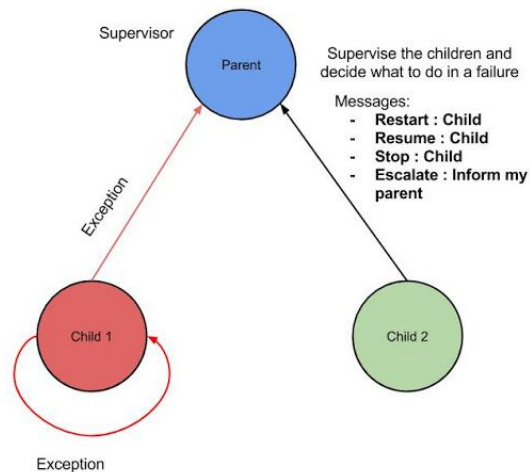 Supervisor
Parent
Supervise the children and
decide what to do in a failure
Messages:
- Restart : Child
- Resume : Child
- Stop : Child
- Escalate : Inform my
parent
Exception
Child 1
Child 2
Exception